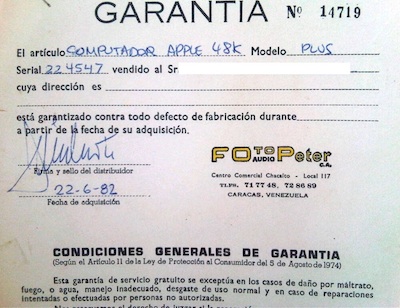 GARANTIA Nº 14719
El artículo COMPUTADOR APPLE 48K Modelo PLUS
Serial 224547 vendido al Sr.
cuya dirección es
está garantizado contra todo defecto de fabricación durante
a partir de la fecha de su adquisición.
Firma y sello del distribuidor
22-6-82
Fecha de adquisición
FOTO AUDIO Peter C.A.
Centro Comercial Chacaíto - Local 117
TLFS. 71 77 48, 72 86 89
CARACAS, VENEZUELA
CONDICIONES GENERALES DE GARANTIA
(Según el Artículo 11 de la Ley de Protección al Consumidor del 5 de Agosto de 1974)
Esta garantía de servicio gratuito se exceptúa en los casos de daño por máltrato,
fuego, o agua, manejo inadecuado, desgaste de uso normal y en caso de reparaciones
intentadas o efectuadas por personas no autorizadas.